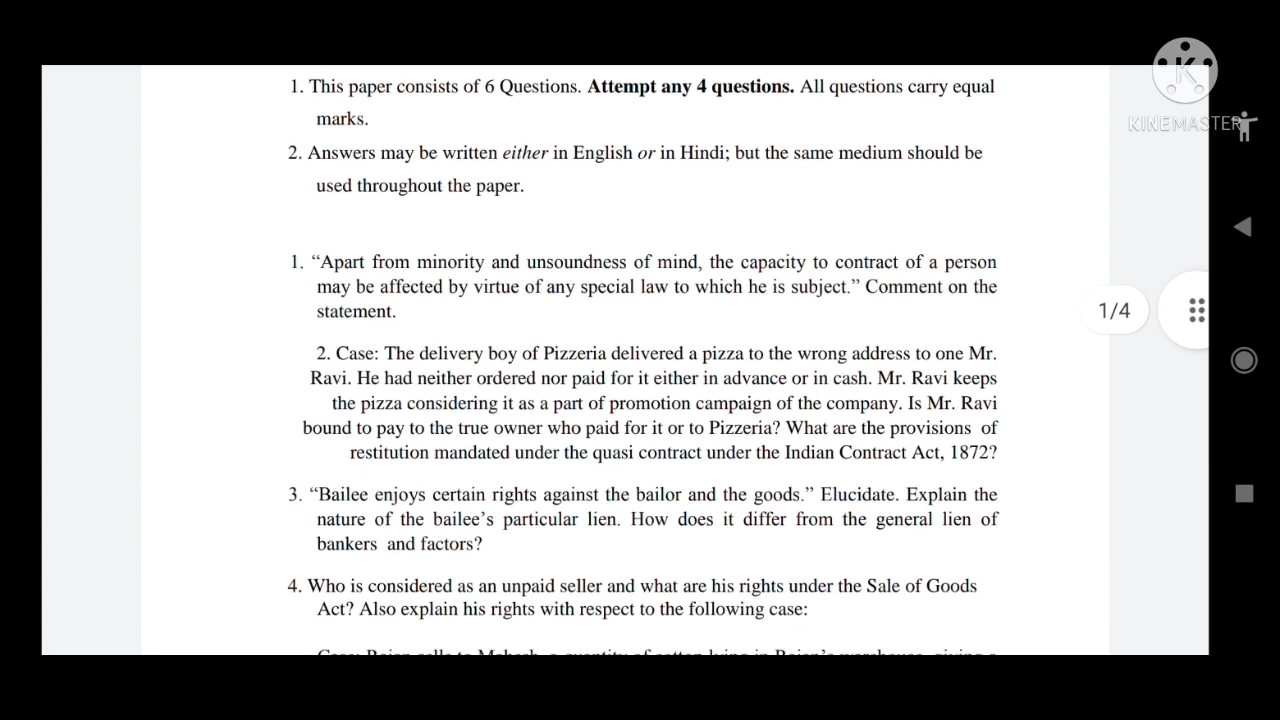 1. This paper consists of 6 Questions. Attempt any 4 questions. All questions carry equal
marks.
2. Answers may be written either in English or in Hindi; but the same medium should be
used throughout the paper.
KINEMASTER
1. “Apart from minority and unsoundness of mind, the capacity to contract of a person
may be affected by virtue of any special law to which he is subject.” Comment on the
statement.
1/4
2. Case: The delivery boy of Pizzeria delivered a pizza to the wrong address to one Mr.
Ravi. He had neither ordered nor paid for it either in advance or in cash. Mr. Ravi keeps
the pizza considering it as a part of promotion campaign of the company. Is Mr. Ravi
bound to pay to the true owner who paid for it or to Pizzeria? What are the provisions of
restitution mandated under the quasi contract under the Indian Contract Act, 1872?
3. “Bailee enjoys certain rights against the bailor and the goods.” Elucidate. Explain the
nature of the bailee’s particular lien. How does it differ from the general lien of
bankers and factors?
4. Who is considered as an unpaid seller and what are his rights under the Sale of Goods
Act? Also explain his rights with respect to the following case: